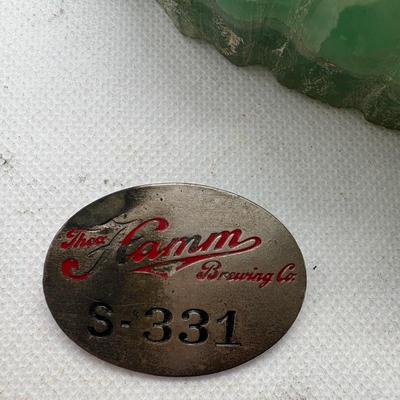 Theo. Hamm
Brewing Co.
S-331